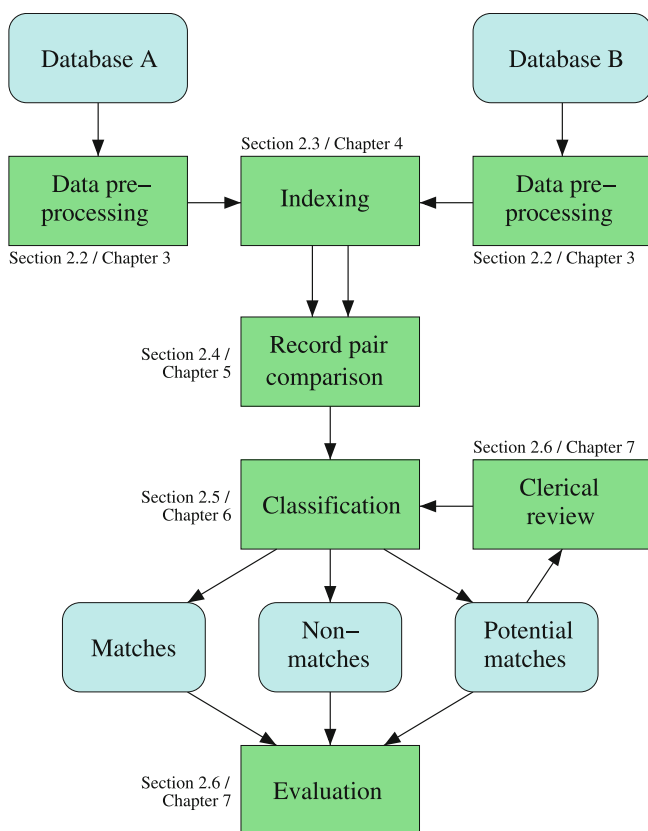 Database A
Database B
Section 2.3 / Chapter 4
Data pre–
processing
Indexing
Data pre–
processing
Section 2.2 / Chapter 3
Section 2.2 / Chapter 3
Section 2.4 /
Chapter 5
Record pair
comparison
Section 2.6 / Chapter 7
Section 2.5 /
Chapter 6
Classification
Clerical
review
Matches
Non–
matches
Potential
matches
Section 2.6 /
Chapter 7
Evaluation